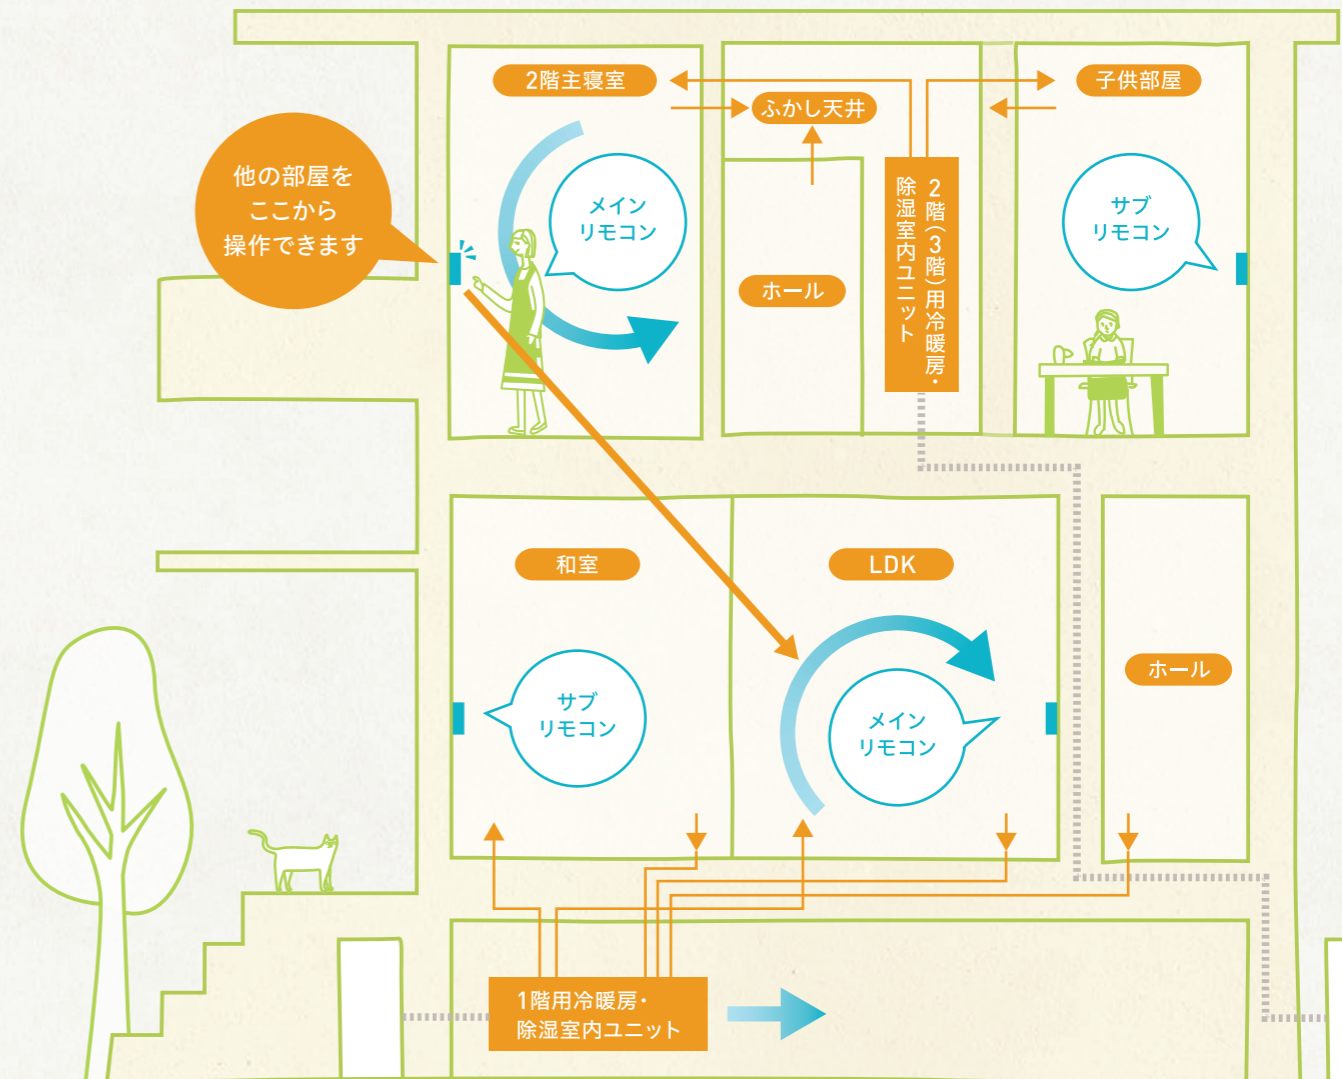 2階主寝室
ふかし天井
子供部屋
他の部屋を
ここから
操作できます
メイン
リモコン
ホール
2階(3階)用冷暖房・
除湿室内ユニット
サブ
リモコン
和室
LDK
サブ
リモコン
メイン
リモコン
ホール
1階用冷暖房・
除湿室内ユニット